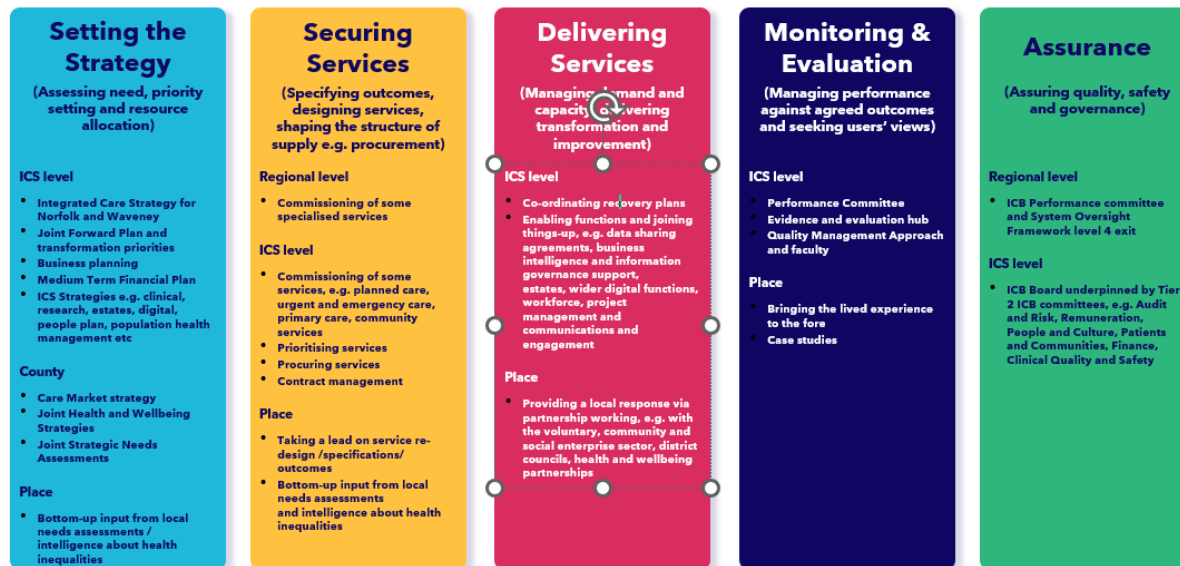 Setting the
Strategy
(Assessing need, priority
setting and resource
allocation)
ICS level
• Integrated Care Strategy for
Norfolk and Waveney
• Joint Forward Plan and
transformation priorities
• Business planning
• Medium Term Financial Plan
• ICS Strategies e.g. clinical,
research, estates, digital,
people plan, population health
management etc
County
• Care Market strategy
• Joint Health and Wellbeing
Strategies
• Joint Strategic Needs
Assessments
Place
• Bottom-up input from local
needs assessments /
intelligence about health
inequalities
Securing
Services
(Specifying outcomes,
designing services,
shaping the structure of
supply e.g. procurement)
Regional level
• Commissioning of some
specialised services
ICS level
• Commissioning of some
services, e.g. planned care,
urgent and emergency care,
primary care, community
services
• Prioritising services
• Procuring services
• Contract management
Place
• Taking a lead on service re-
design /specifications/
outcomes
• Bottom-up input from local
needs assessments
and intelligence about health
inequalities
Delivering
Services
(Managing demand and
capacity, delivering
transformation and
improvement)
ICS level
• Co-ordinating recovery plans
• Enabling functions and joining
things-up, e.g. data sharing
agreements, business
intelligence and information
governance support,
estates, wider digital functions,
workforce, project
management and
communications and
engagement
Place
• Providing a local response via
partnership working, e.g. with
the voluntary, community and
social enterprise sector, district
councils, health and wellbeing
partnerships
Monitoring &
Evaluation
(Managing performance
against agreed outcomes
and seeking users' views)
ICS level
• Performance Committee
• Evidence and evaluation hub
• Quality Management Approach
and faculty
Place
• Bringing the lived experience
to the fore
• Case studies
Assurance
(Assuring quality, safety
and governance)
Regional level
• ICB Performance committee
and System Oversight
Framework level 4 exit
ICS level
• ICB Board underpinned by Tier
2 ICB committees, e.g. Audit
and Risk, Remuneration,
People and Culture, Patients
and Communities, Finance,
Clinical Quality and Safety